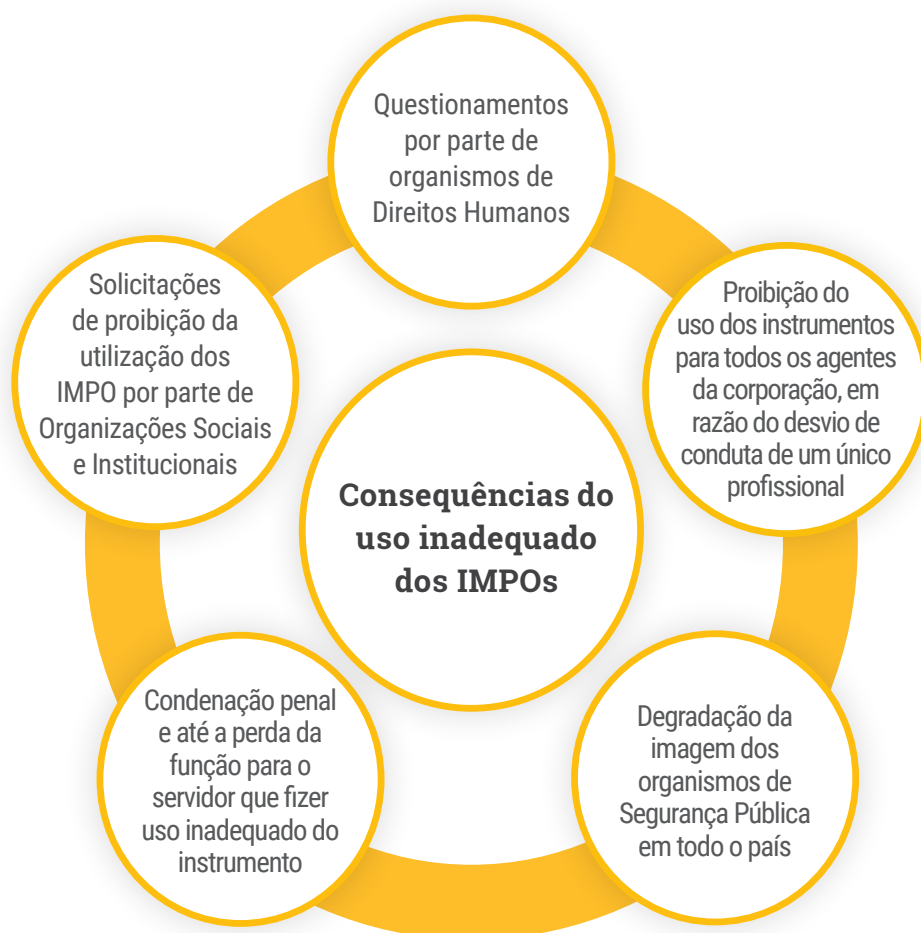 Questionamentos
por parte de
organismos de
Direitos Humanos
Proibição do
uso dos instrumentos
para todos os agentes
da corporação, em
razão do desvio de
conduta de um único
profissional
Degradação da
imagem dos
organismos de
Segurança Pública
em todo o país
Condenação penal
e até a perda da
função para o
servidor que fizer
uso inadequado do
instrumento
Solicitações
de proibição da
utilização dos
IMPO por parte de
Organizações Sociais
e Institucionais
Consequências do
uso inadequado
dos IMPOs